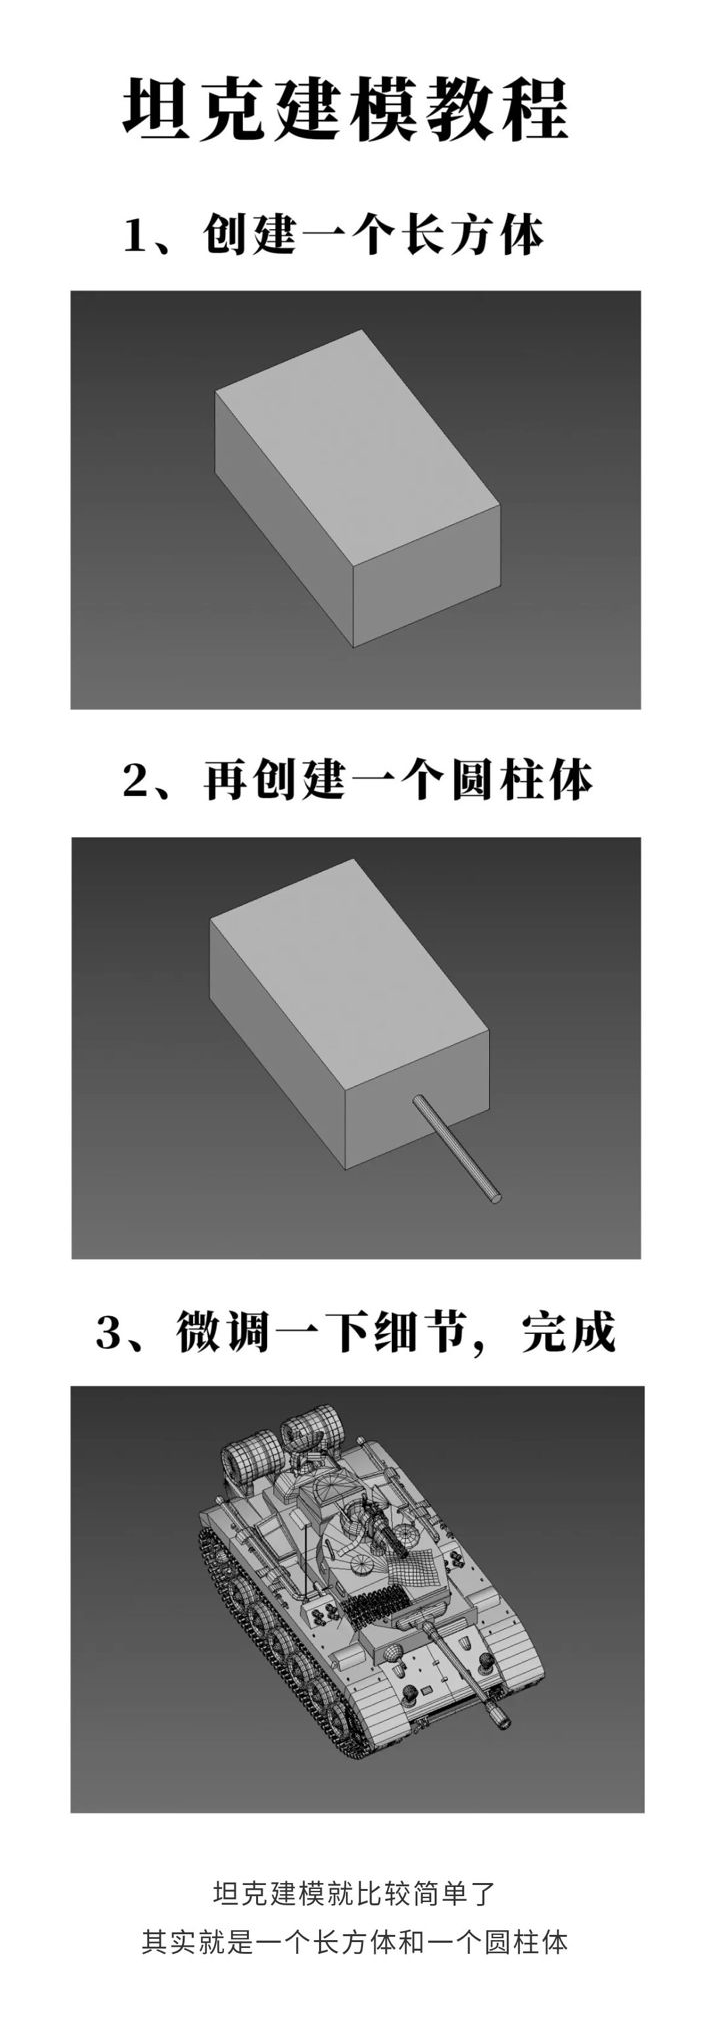 坦克建模教程
1、创建一个长方体
2、再创建一个圆柱体
3、微调一下细节，完成
坦克建模就比较简单了
其实就是一个长方体和一个圆柱体